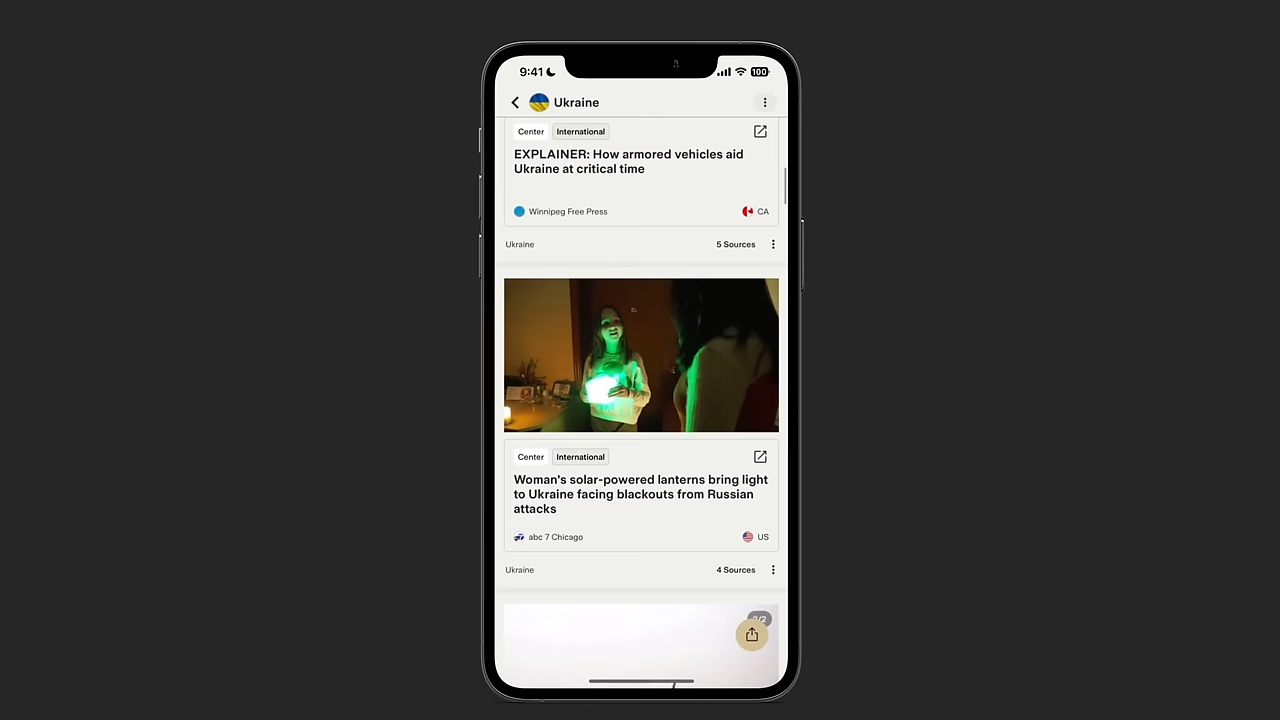 9:41
100
Ukraine
Center
International
EXPLAINER: How armored vehicles aid
Ukraine at critical time
Winnipeg Free Press
CA
Ukraine
5 Sources
Center
International
Woman's solar-powered lanterns bring light
to Ukraine facing blackouts from Russian
attacks
abc 7 Chicago
US
Ukraine
4 Sources